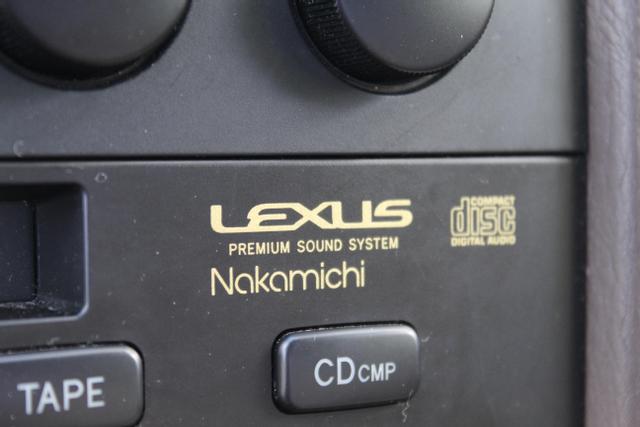 LEXUS
PREMIUM SOUND SYSTEM
Nakamichi
COMPACT
disc
DIGITAL AUDIO
TAPE
CD CMP